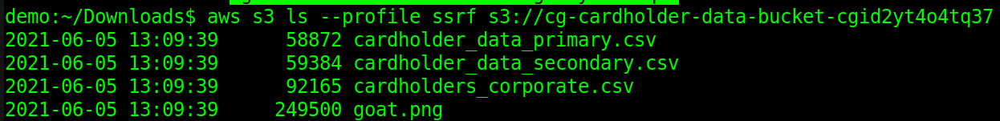 demo:~/Downloads$ aws s3 ls --profile ssrf s3://cg-cardholder-data-bucket-cgid2yt4o4tq37
2021-06-05 13:09:39      58872 cardholder_data_primary.csv
2021-06-05 13:09:39      59384 cardholder_data_secondary.csv
2021-06-05 13:09:39      92165 cardholders_corporate.csv
2021-06-05 13:09:39     249500 goat.png